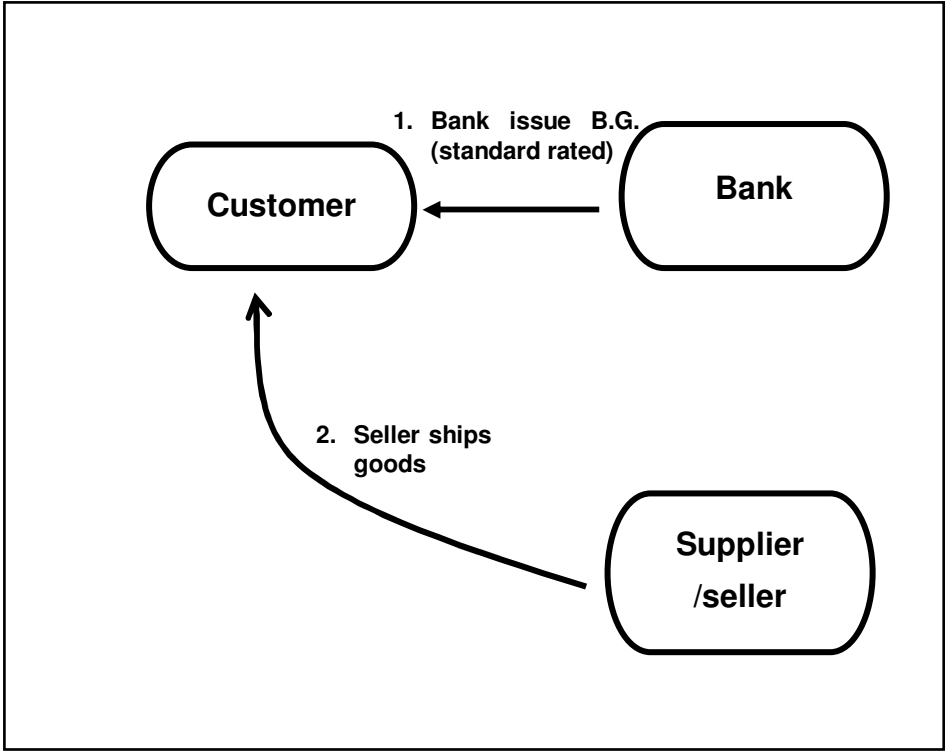 1. Bank issue B.G.
(standard rated)
Bank
Customer
2. Seller ships
goods
Supplier
/seller